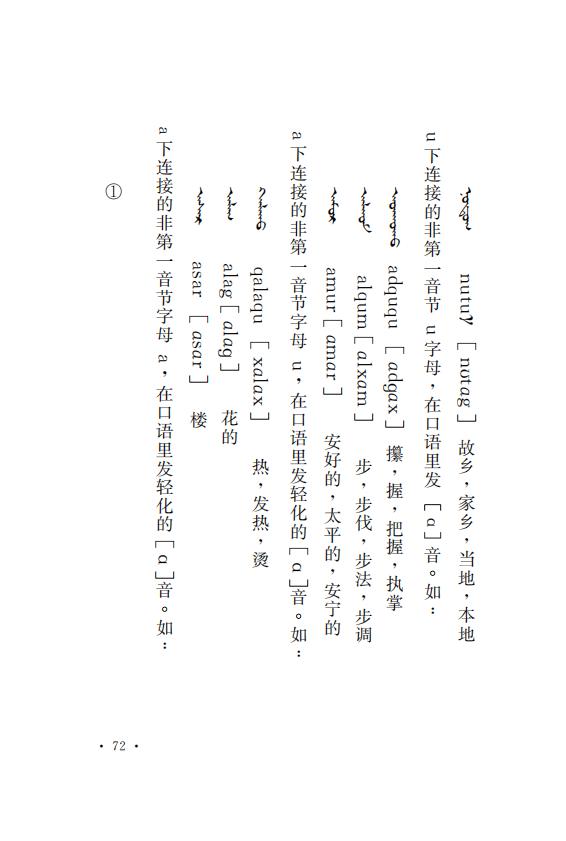 ①
a下连接的非第一音节字母 a，在口语里发轻化的［ɑ］音。如：
ᠠᠰᠠᠷ asar［asar］ 楼
ᠠᠯᠠᠭ alag［alag］ 花的
ᠬᠠᠯᠠᠬᠤ qalaqu［xalax］ 热，发热，烫
a下连接的非第一音节字母 u，在口语里发轻化的［ɑ］音。如：
ᠠᠮᠤᠷ amur［amar］ 安好的，太平的，安宁的
ᠠᠯᠬᠤᠮ alqum［alxam］ 步，步伐，步法，步调
ᠠᠳᠬᠤᠬᠤ adququ［adgax］ 攥，握，把握，执掌
u下连接的非第一音节 u字母，在口语里发［ɑ］音。如：
ᠨᠤᠲᠤᠭ nutuγ［nʊtag］ 故乡，家乡，当地，本地
· 72 ·